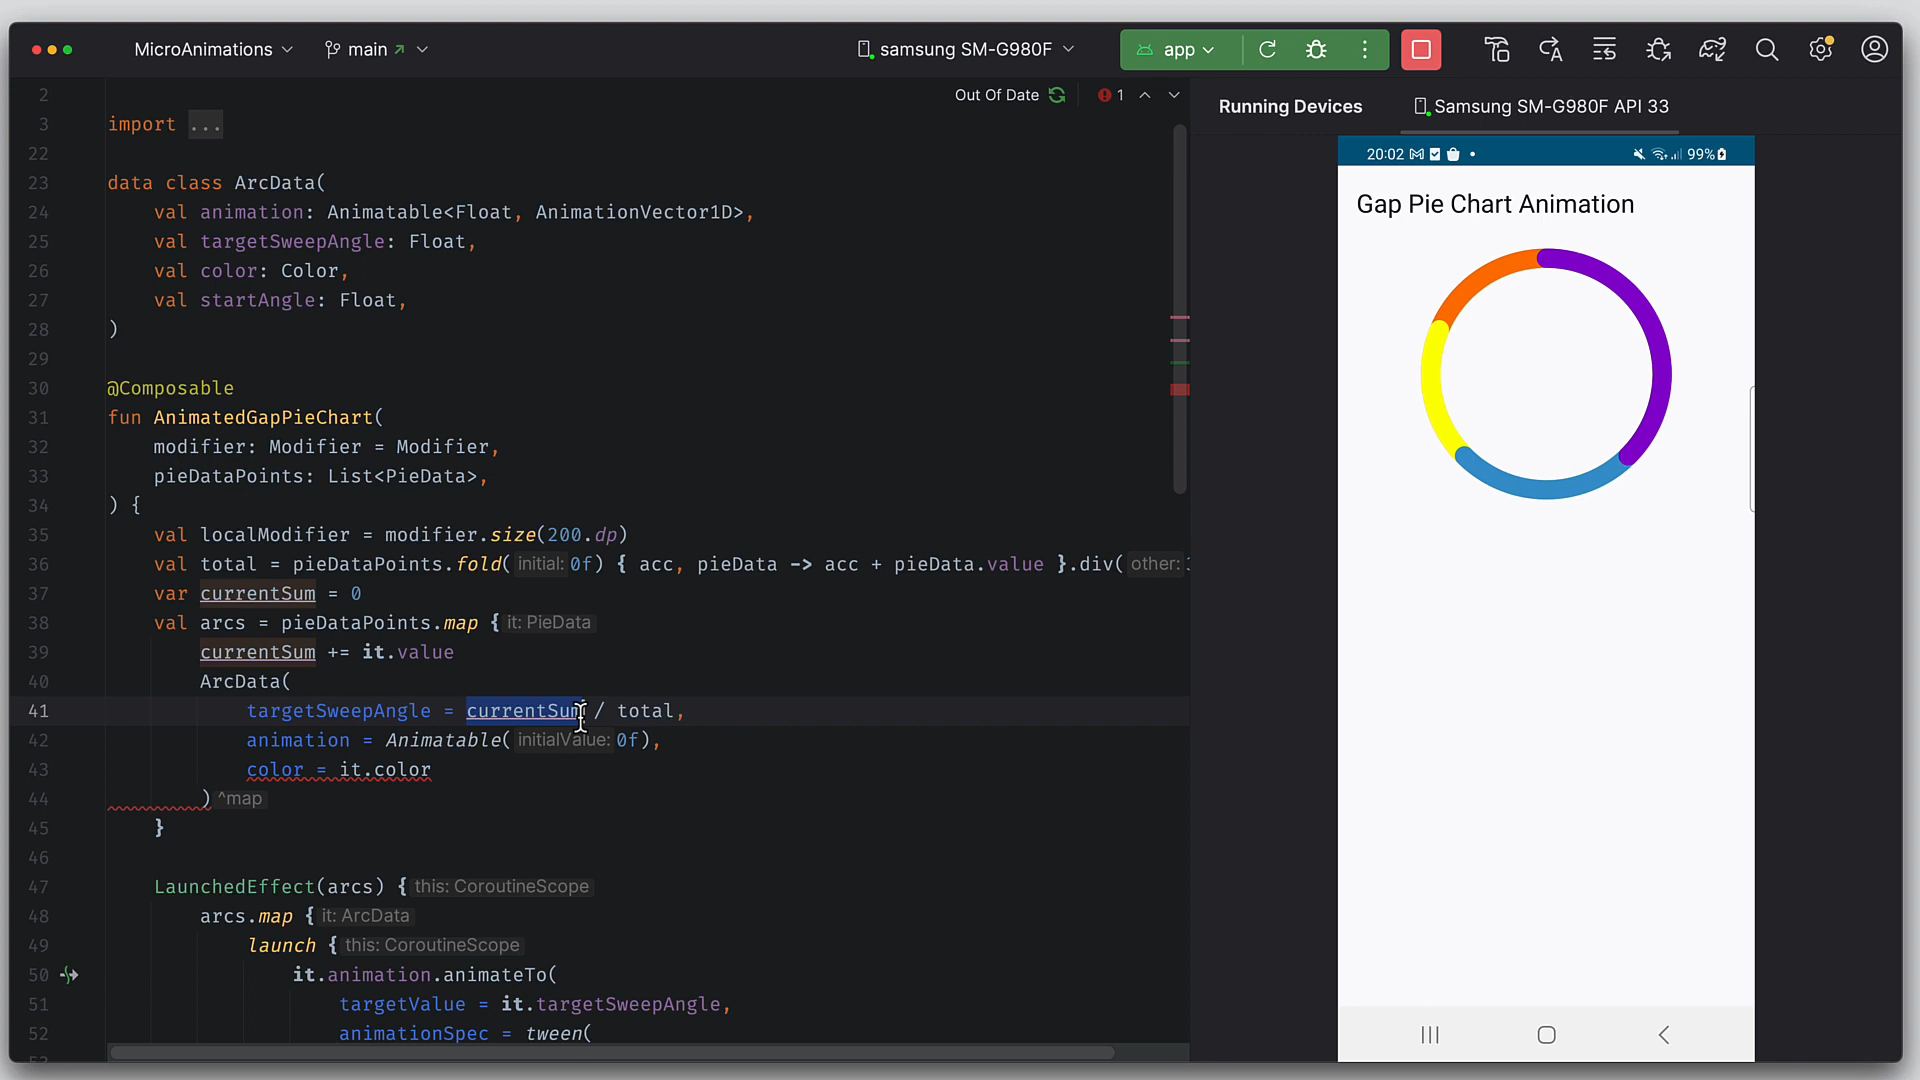 MicroAnimations
main
samsung SM-G980F
app
Out Of Date
1
2
3 import ...
22
23 data class ArcData(
24 val animation: Animatable<Float, AnimationVector1D>,
25 val targetSweepAngle: Float,
26 val color: Color,
27 val startAngle: Float,
28 )
29
30 @Composable
31 fun AnimatedGapPieChart(
32 modifier: Modifier = Modifier,
33 pieDataPoints: List<PieData>,
34 ) {
35 val localModifier = modifier.size(200.dp)
36 val total = pieDataPoints.fold( initial: 0f) { acc, pieData -> acc + pieData.value }.div( other:
37 var currentSum = 0
38 val arcs = pieDataPoints.map { it: PieData
39 currentSum += it.value
40 ArcData(
41 targetSweepAngle = currentSum / total,
42 animation = Animatable( initialValue: 0f),
43 color = it.color
44 ) ^map
45 }
46
47 LaunchedEffect(arcs) { this: CoroutineScope
48 arcs.map { it: ArcData
49 launch { this: CoroutineScope
50 it.animation.animateTo(
51 targetValue = it.targetSweepAngle,
52 animationSpec = tween(
Running Devices
Samsung SM-G980F API 33
20:02
99%
Gap Pie Chart Animation